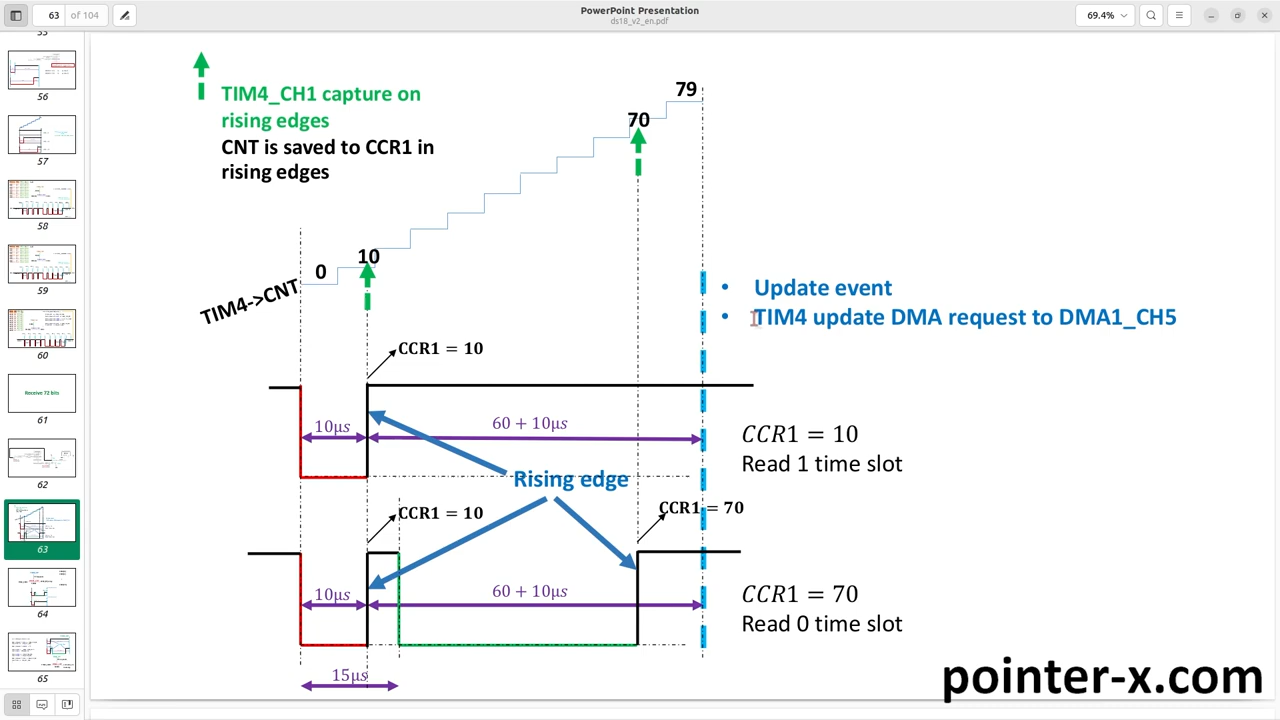 PowerPoint Presentation
ds18_v2_en.pdf
63 of 104
69.4%
56
57
58
59
60
Receive 72 bits
61
62
63
64
65
TIM4_CH1 capture on
rising edges
CNT is saved to CCR1 in
rising edges
79
70
10
0
TIM4->CNT
• Update event
• TIM4 update DMA request to DMA1_CH5
CCR1 = 10
10μs
60 + 10μs
CCR1 = 10
Read 1 time slot
Rising edge
CCR1 = 10
CCR1 = 70
10μs
60 + 10μs
CCR1 = 70
Read 0 time slot
15μs
pointer-x.com